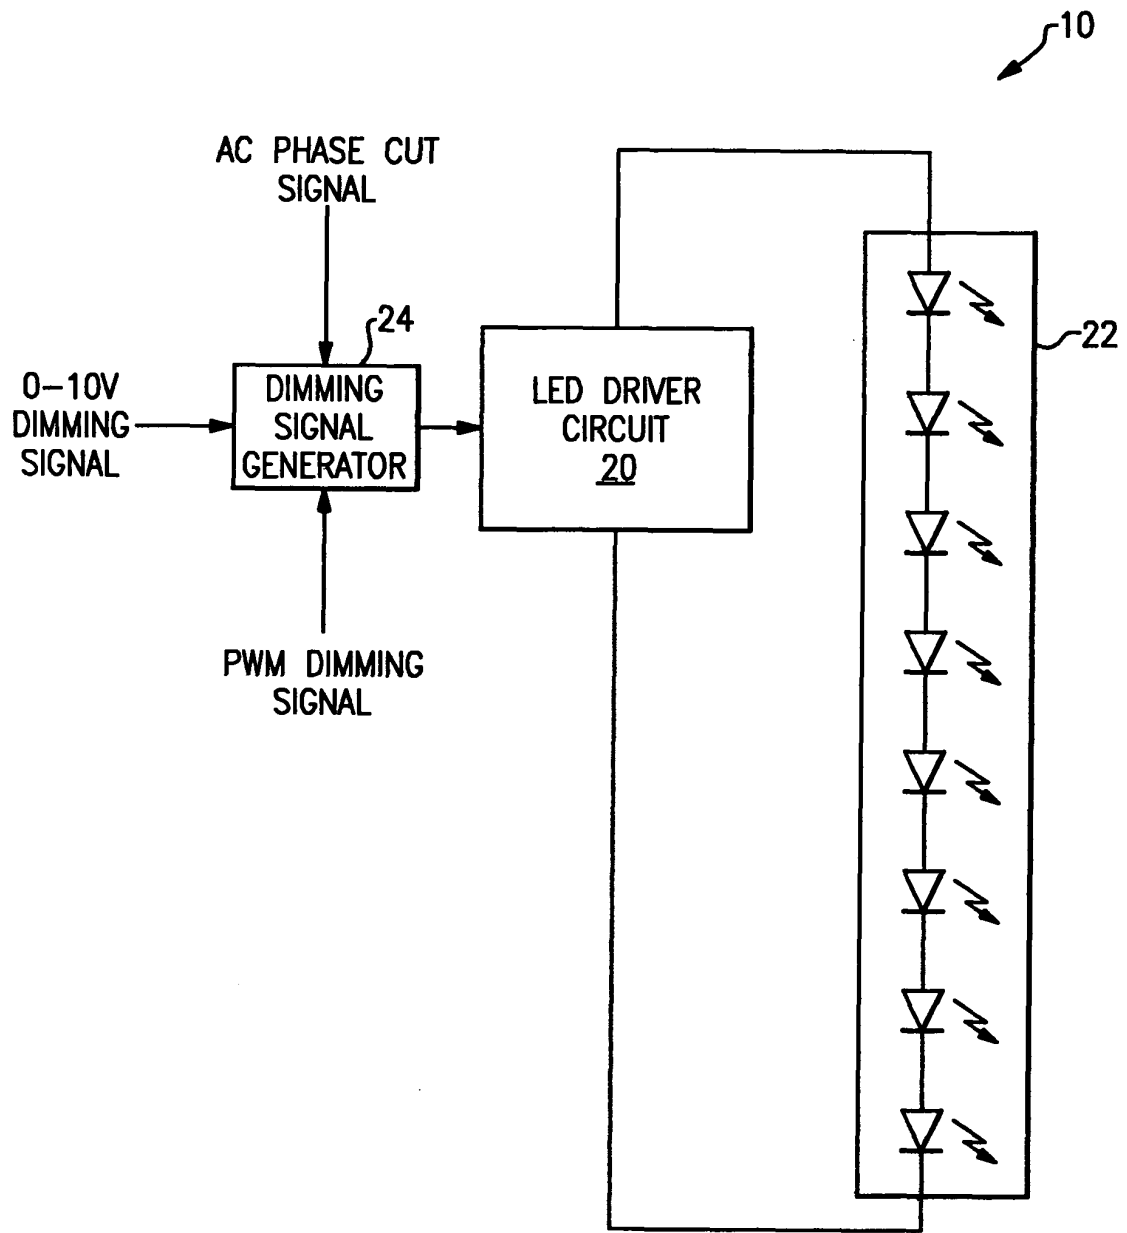 10
AC PHASE CUT
SIGNAL
24
0-10V
DIMMING
SIGNAL
DIMMING
SIGNAL
GENERATOR
LED DRIVER
CIRCUIT
20
22
PWM DIMMING
SIGNAL